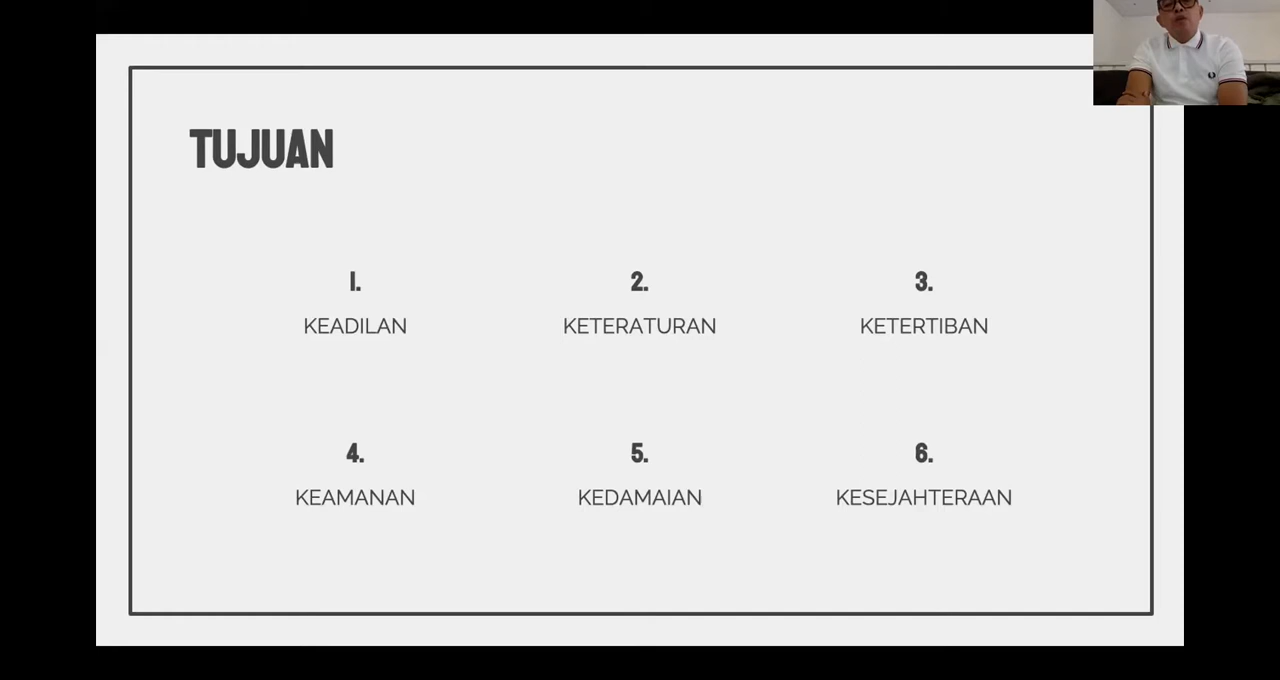 TUJUAN
1.
KEADILAN
2.
KETERATURAN
3.
KETERTIBAN
4.
KEAMANAN
5.
KEDAMAIAN
6.
KESEJAHTERAAN